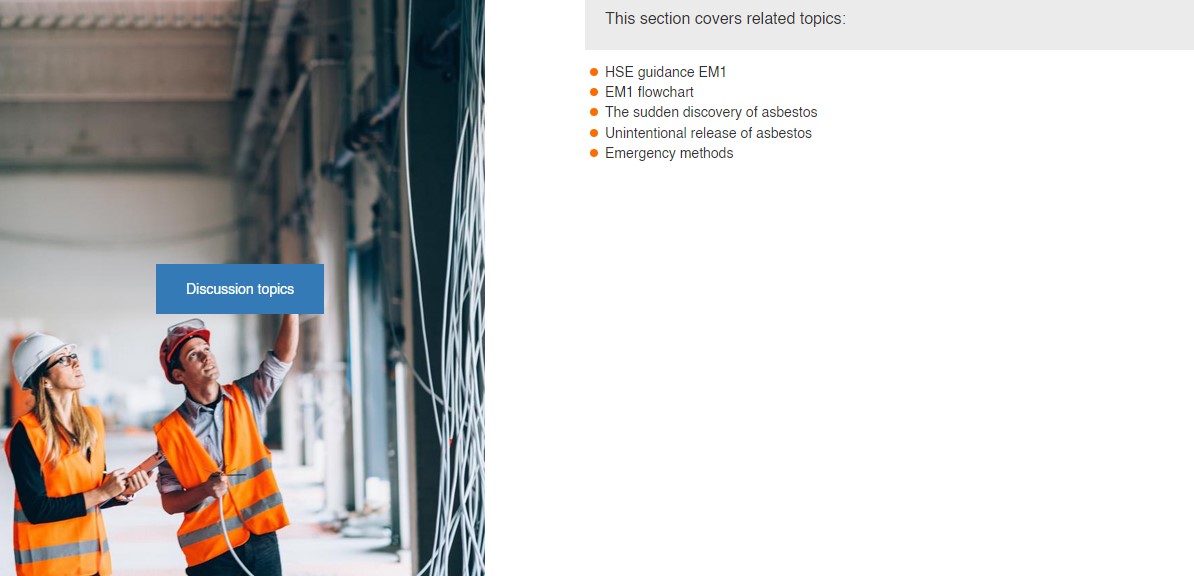 This section covers related topics:
HSE guidance EM1
EM1 flowchart
The sudden discovery of asbestos
Unintentional release of asbestos
Emergency methods
Discussion topics